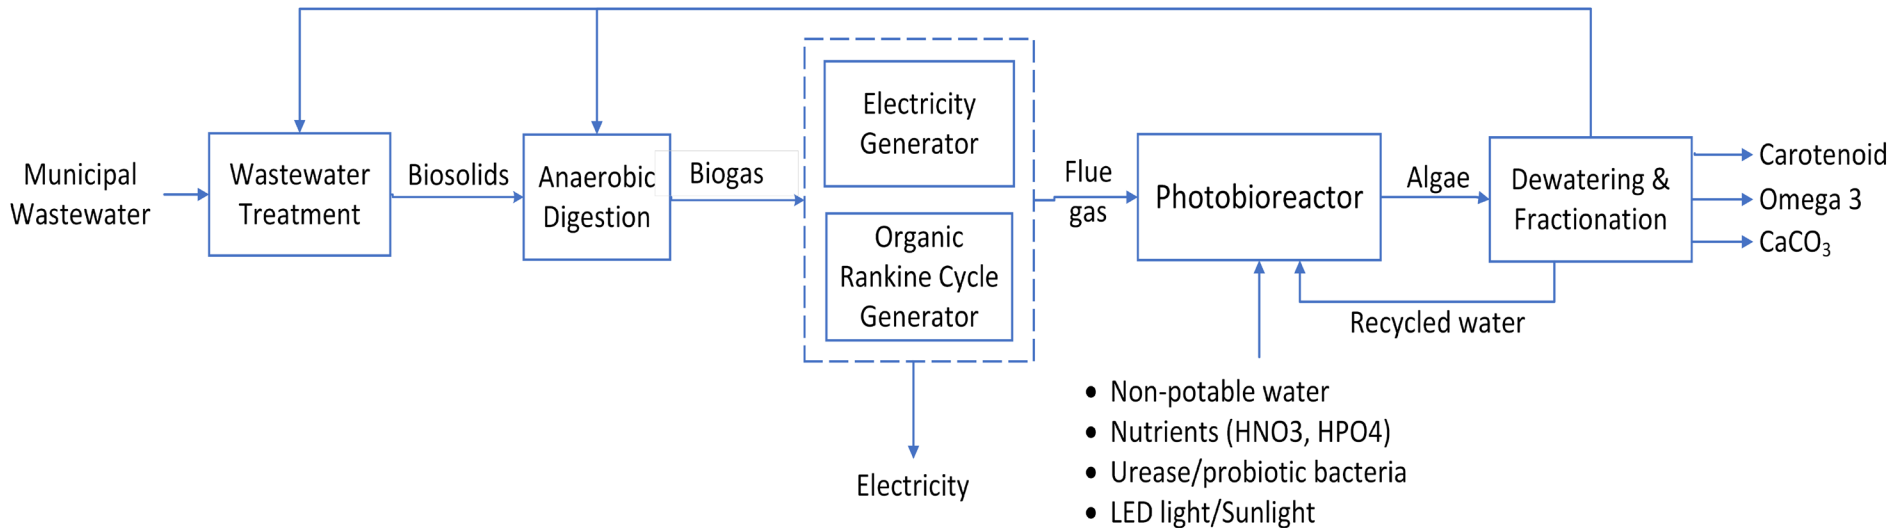 Municipal
Wastewater
Wastewater
Treatment
Biosolids
Anaerobic
Digestion
Biogas
Electricity
Generator
Organic
Rankine Cycle
Generator
Electricity
Flue
gas
Photobioreactor
Algae
Dewatering &
Fractionation
Carotenoid
Omega 3
CaCO₃
Recycled water
• Non-potable water
• Nutrients (HNO3, HPO4)
• Urease/probiotic bacteria
• LED light/Sunlight